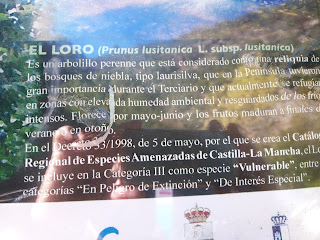 EL LORO (Prunus lusitanica L. subsp. lusitanica)
Es un arbolillo perenne que está considerado como una reliquia de
los bosques de niebla, tipo laurisilva, que en la Península tuvieron
gran importancia durante el Terciario y que actualmente se refugia
en zonas con elevada humedad ambiental y resguardados de los frío
intensos. Florece por mayo-junio y los frutos maduran a finales d
verano o en otoño.
En el Decreto 33/1998, de 5 de mayo, por el que se crea el Catálo
Regional de Especies Amenazadas de Castilla-La Mancha, el Lo
se incluye en la Categoría III como especie "Vulnerable", entre
categorías "En Peligro de Extinción" y "De Interés Especial".